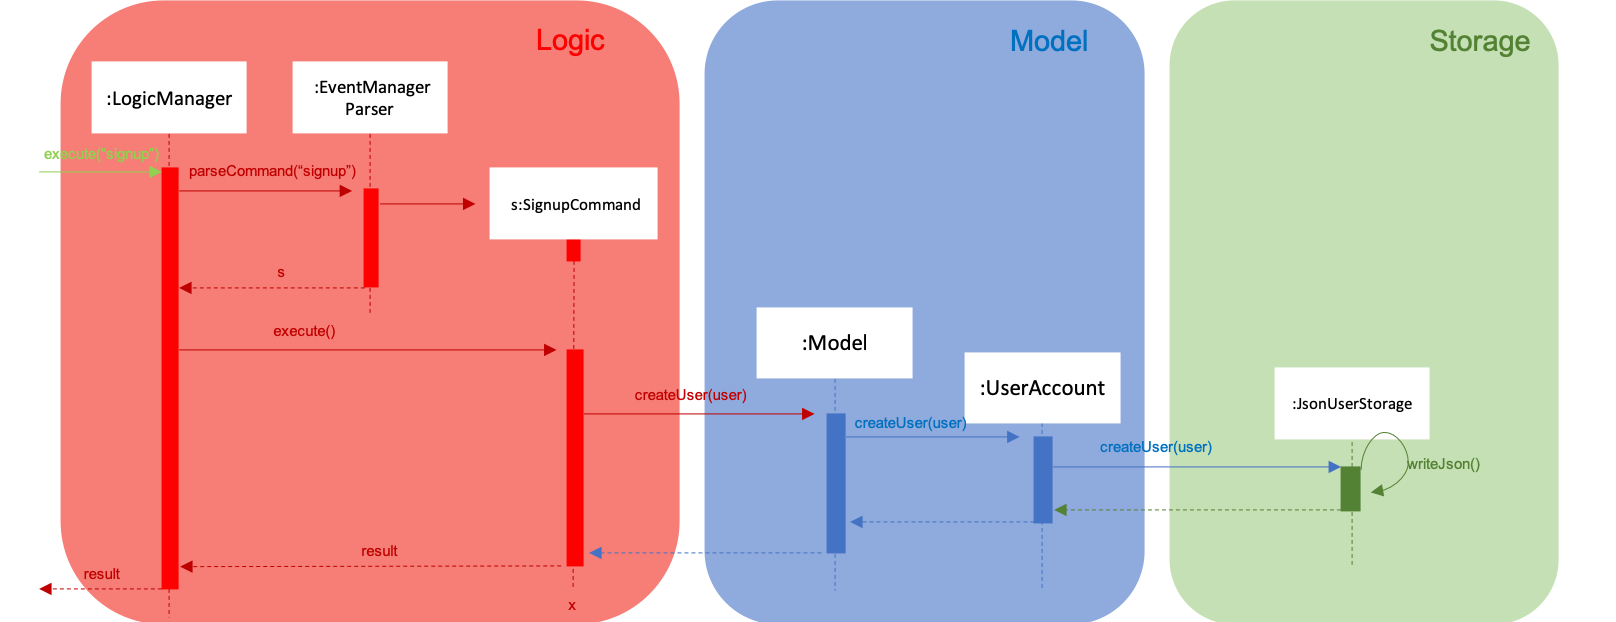 Logic
Model
Storage
:LogicManager
:EventManager
Parser
execute("signup")
parseCommand(“signup”)
s:SignupCommand
s
execute()
:Model
:UserAccount
createUser(user)
createUser(user)
createUser(user)
:JsonUserStorage
writeJson()
result
result
x